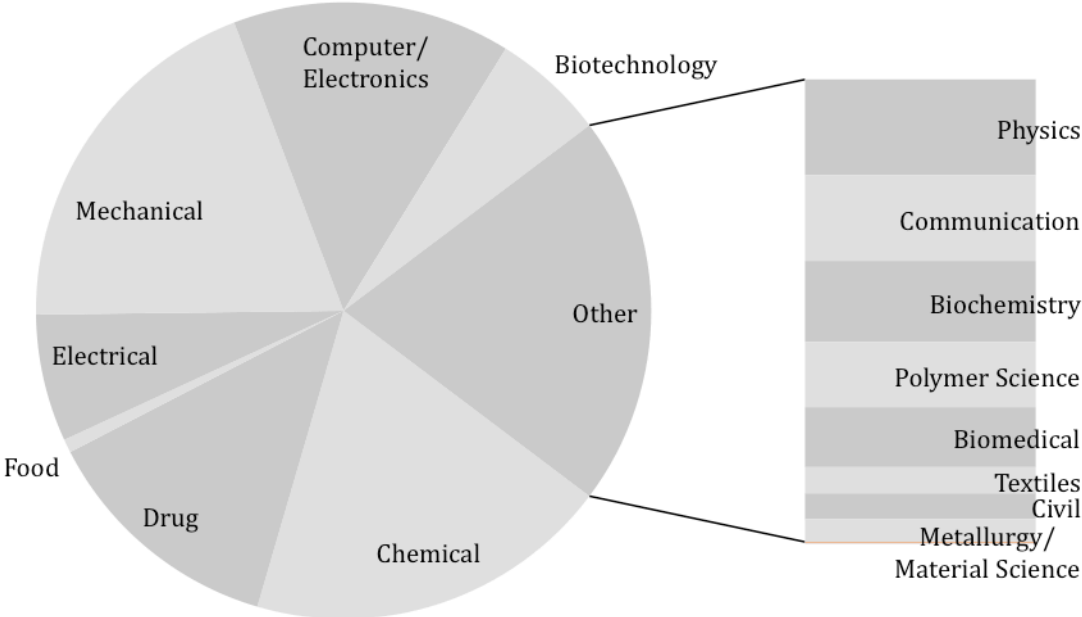 Computer/
Electronics
Biotechnology
Physics
Mechanical
Communication
Other
Biochemistry
Electrical
Polymer Science
Food
Biomedical
Textiles
Civil
Drug
Chemical
Metallurgy/
Material Science